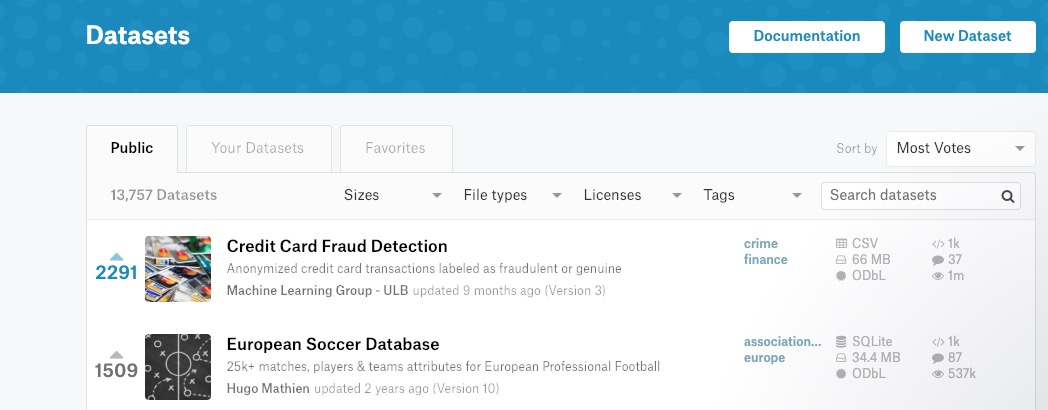 Datasets
Documentation
New Dataset
Public
Your Datasets
Favorites
Sort by
Most Votes
13,757 Datasets
Sizes
File types
Licenses
Tags
Search datasets
2291
Credit Card Fraud Detection
Anonymized credit card transactions labeled as fraudulent or genuine
Machine Learning Group - ULB updated 9 months ago (Version 3)
crime
finance
CSV
66 MB
ODbL
</> 1k
37
1m
1509
European Soccer Database
25k+ matches, players & teams attributes for European Professional Football
Hugo Mathien updated 2 years ago (Version 10)
association...
europe
SQLite
34.4 MB
ODbL
</> 1k
87
537k